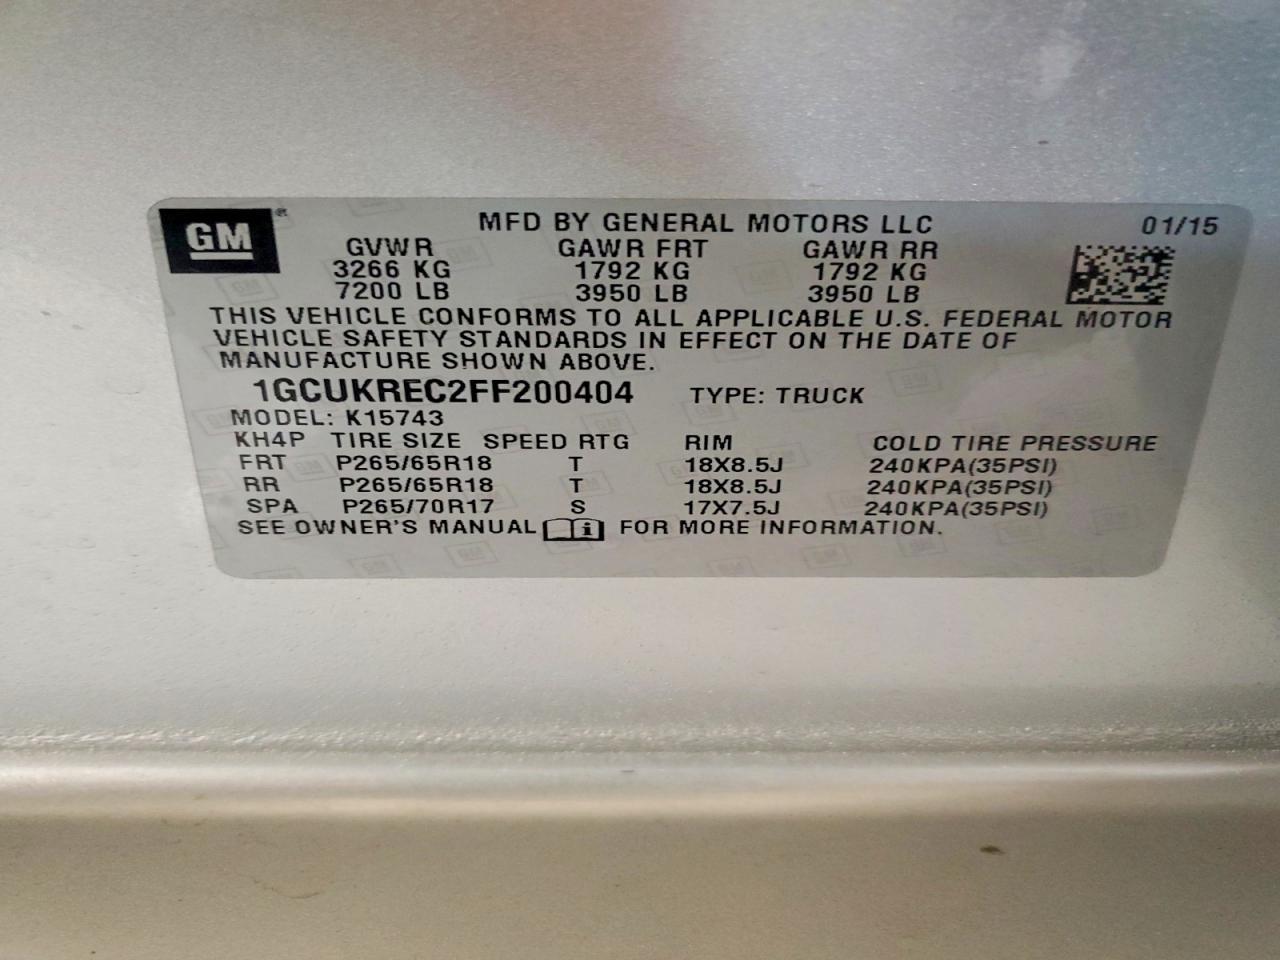 GM® MFD BY GENERAL MOTORS LLC 01/15
GVWR GAWR FRT GAWR RR
3266 KG 1792 KG 1792 KG
7200 LB 3950 LB 3950 LB
THIS VEHICLE CONFORMS TO ALL APPLICABLE U.S. FEDERAL MOTOR
VEHICLE SAFETY STANDARDS IN EFFECT ON THE DATE OF
MANUFACTURE SHOWN ABOVE.
1GCUKREC2FF200404 TYPE: TRUCK
MODEL: K15743
KH4P TIRE SIZE SPEED RTG RIM COLD TIRE PRESSURE
FRT P265/65R18 T 18X8.5J 240KPA(35PSI)
RR P265/65R18 T 18X8.5J 240KPA(35PSI)
SPA P265/70R17 S 17X7.5J 240KPA(35PSI)
SEE OWNER'S MANUAL i FOR MORE INFORMATION.